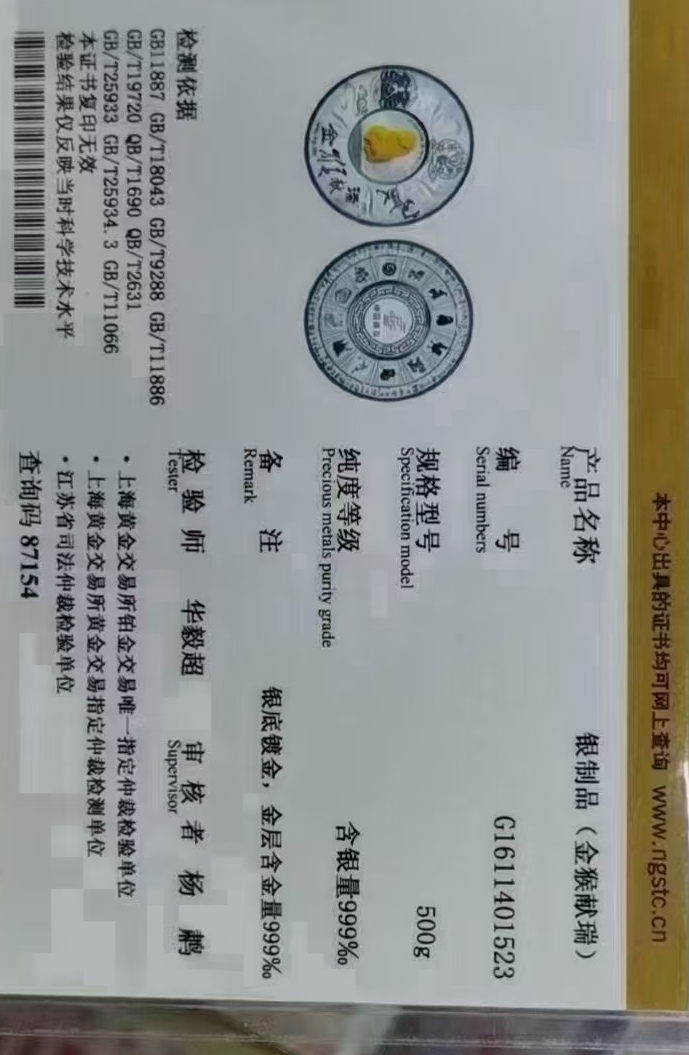 本中心出具的证书均可网上查询 www.ngstc.cn
产品名称 银制品（金猴献瑞）
Name
编 号 G1611401523
Serial numbers
规格型号 500g
Specification model
纯度等级 含银量999‰
Precious metals purity grade
备 注 银底镀金，金层含金量999‰
Remark
检 验 师 华毅超 审 核 者 杨 鹏
Tester Supervisor
·上海黄金交易所铂金交易唯一指定仲裁检验单位
·上海黄金交易所黄金交易指定仲裁检测单位
·江苏省司法仲裁检验单位
查询码 87154
检测依据
GB11887 GB/T18043 GB/T9288 GB/T11886
GB/T19720 QB/T1690 QB/T2631
GB/T25933 GB/T25934.3 GB/T11066
本证书复印无效
检验结果仅反映当时科学技术水平